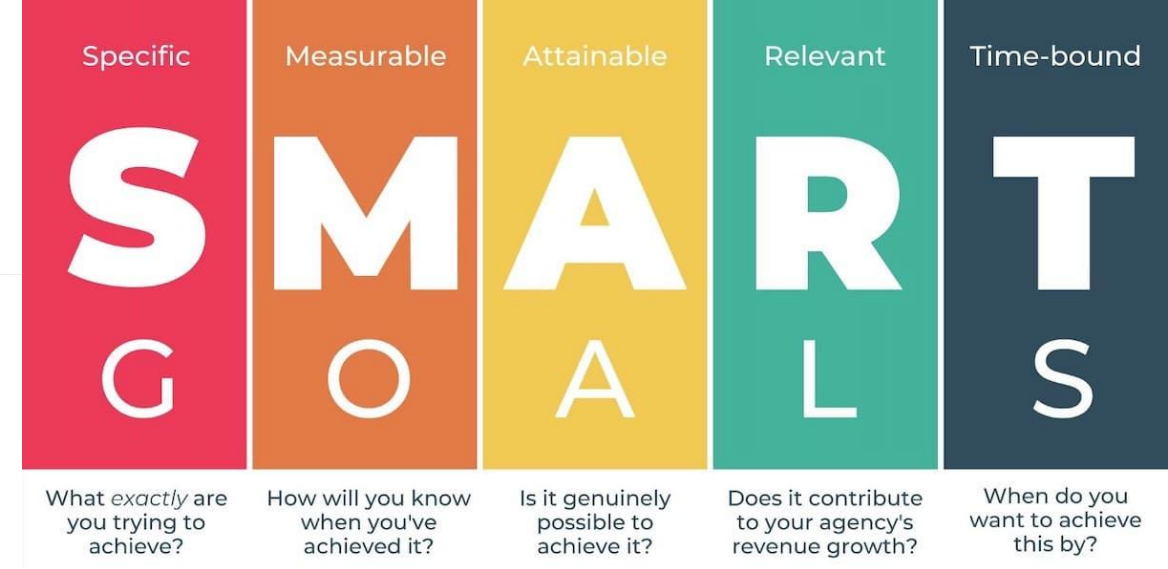 Specific
Measurable
Attainable
Relevant
Time-bound
S
M
A
R
T
G
O
A
L
S
What exactly are
you trying to
achieve?
How will you know
when you've
achieved it?
Is it genuinely
possible to
achieve it?
Does it contribute
to your agency's
revenue growth?
When do you
want to achieve
this by?